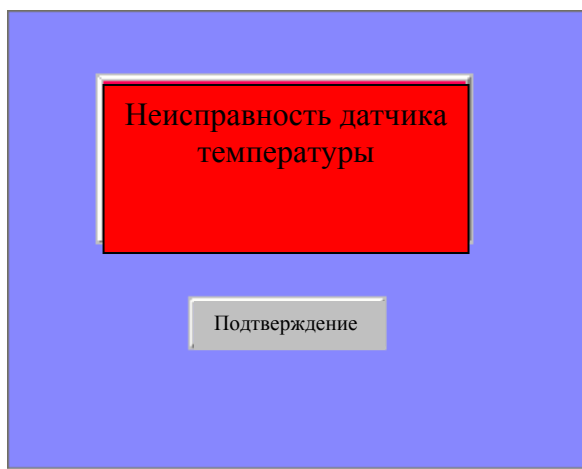 Неисправность датчика
температуры
Подтверждение